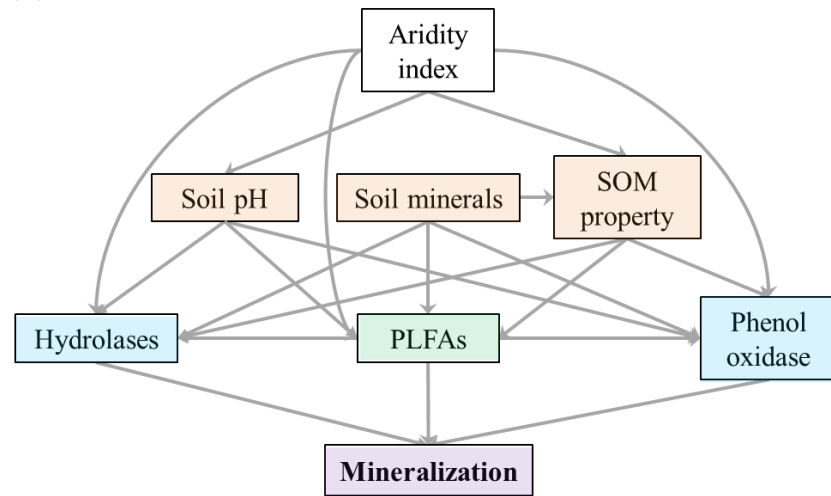 Aridity
index
Soil pH
Soil minerals
SOM
property
Hydrolases
PLFAs
Phenol
oxidase
Mineralization